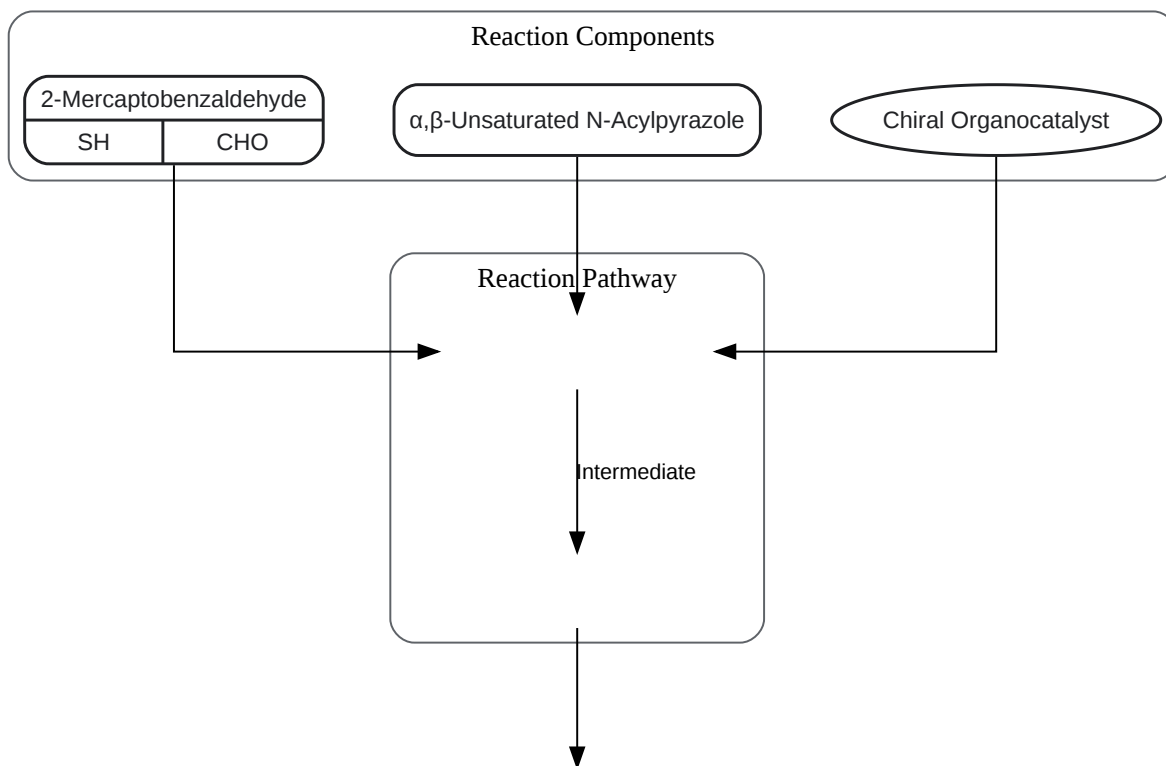 Reaction Components
2-Mercaptobenzaldehyde
SH CHO
α,β-Unsaturated N-Acylpyrazole
Chiral Organocatalyst
Reaction Pathway
Intermediate